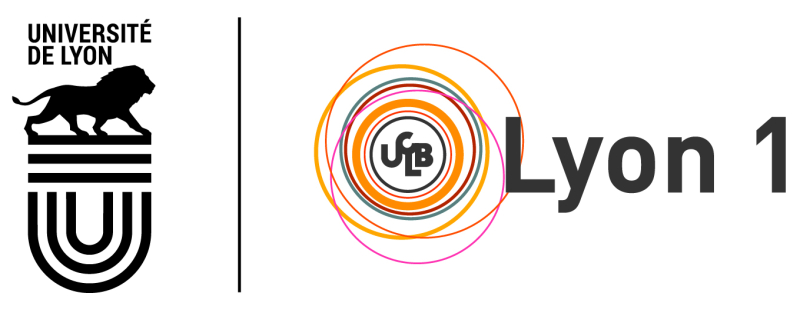 UNIVERSITÉ
DE LYON
UCLB
Lyon 1